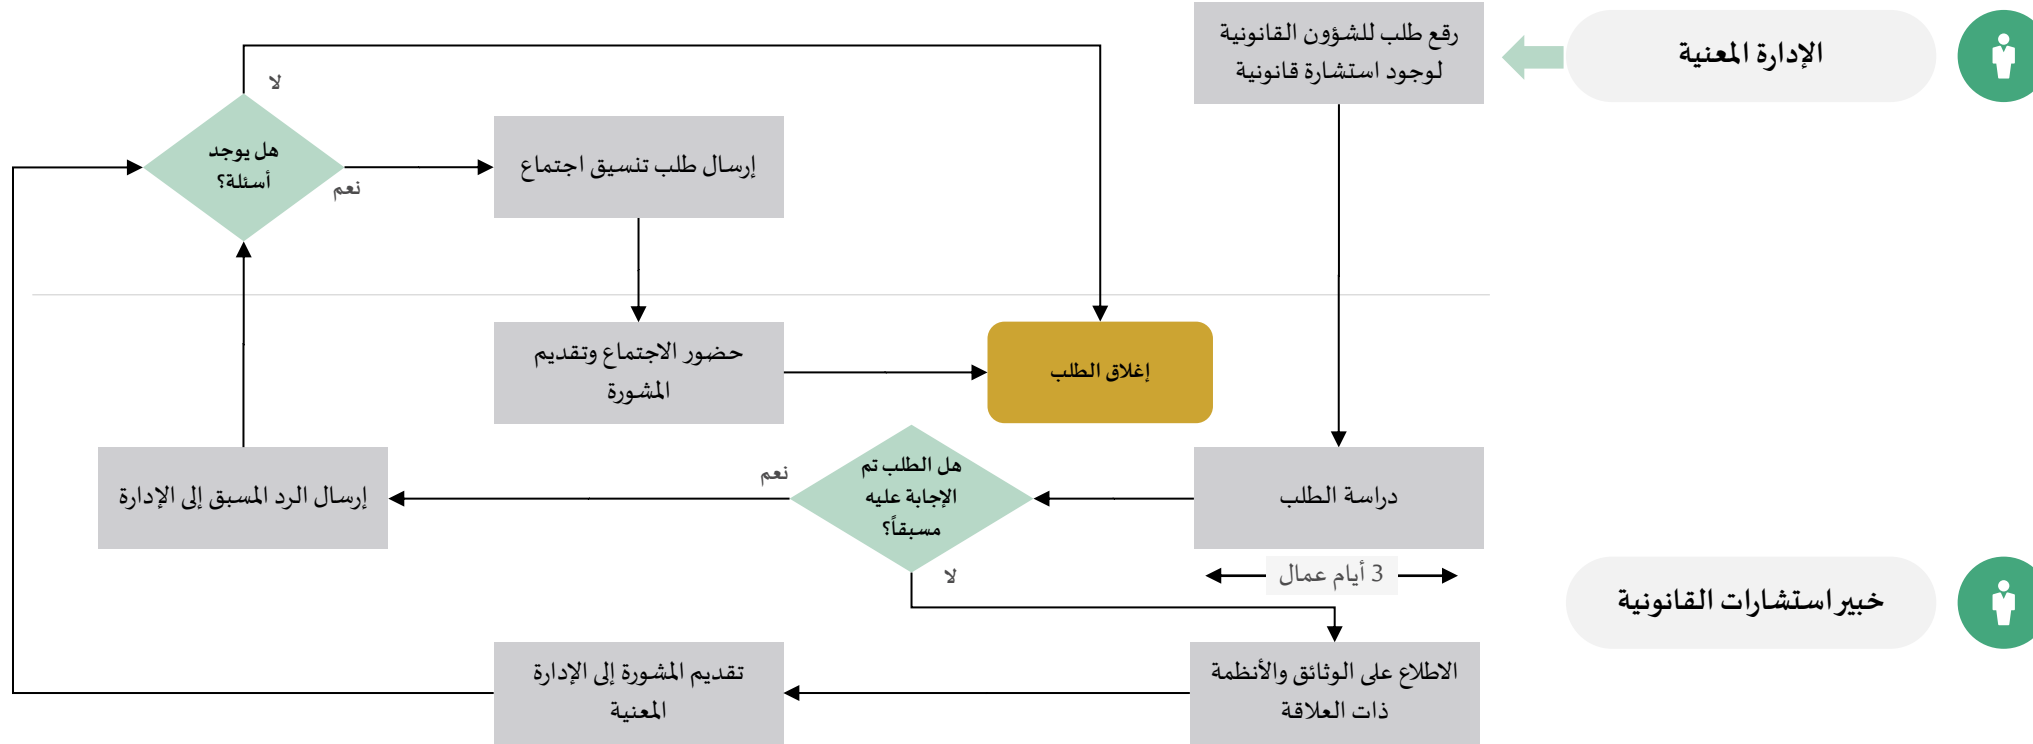 الإدارة المعنية
رقع طلب للشؤون القانونية
لوجود استشارة قانونية
لا
هل يوجد
أسئلة؟
نعم
إرسال طلب تنسيق اجتماع
حضور الاجتماع وتقديم
المشورة
إغلاق الطلب
دراسة الطلب
هل الطلب تم
الإجابة عليه
مسبقاً؟
نعم
إرسال الرد المسبق إلى الإدارة
لا
3 أيام عمال
خبير استشارات القانونية
الاطلاع على الوثائق والأنظمة
ذات العلاقة
تقديم المشورة إلى الإدارة
المعنية